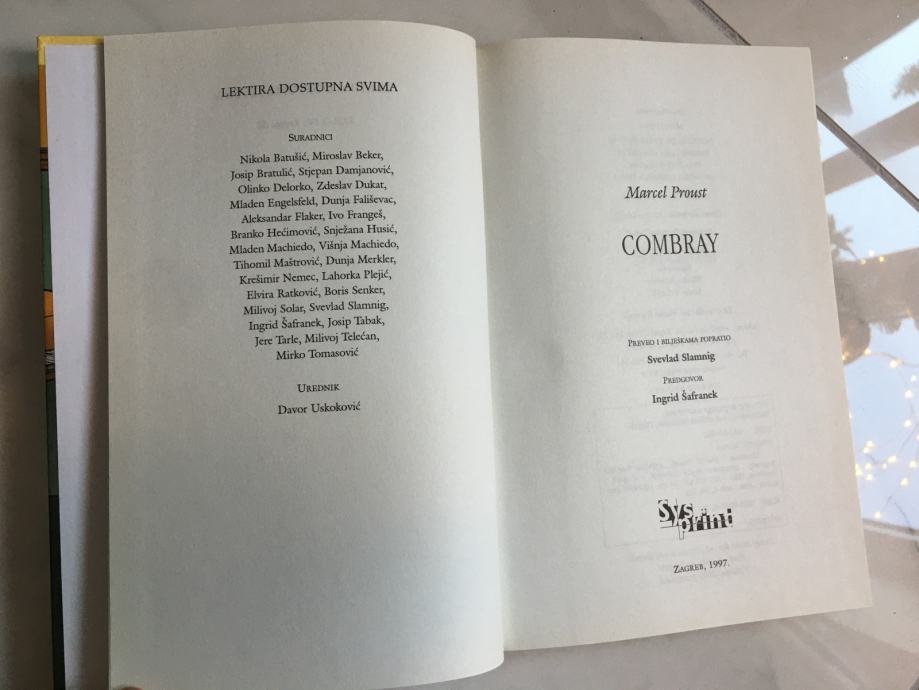 LEKTIRA DOSTUPNA SVIMA
SURADNICI
Nikola Batušić, Miroslav Beker,
Josip Bratulić, Stjepan Damjanović,
Olinko Delorko, Zdeslav Dukat,
Mladen Engelsfeld, Dunja Fališevac,
Aleksandar Flaker, Ivo Frangeš,
Branko Hećimović, Snježana Husić,
Mladen Machiedo, Višnja Machiedo,
Tihomil Maštrović, Dunja Merkler,
Krešimir Nemec, Lahorka Plejić,
Elvira Ratković, Boris Senker,
Milivoj Solar, Svevlad Slamnig,
Ingrid Šafranek, Josip Tabak,
Jere Tarle, Milivoj Telećan,
Mirko Tomasović
UREDNIK
Davor Uskoković
Marcel Proust
COMBRAY
PREVEO I BILJEŠKAMA POPRATIO
Svevlad Slamnig
PREDGOVOR
Ingrid Šafranek
Sys
print
ZAGREB, 1997.